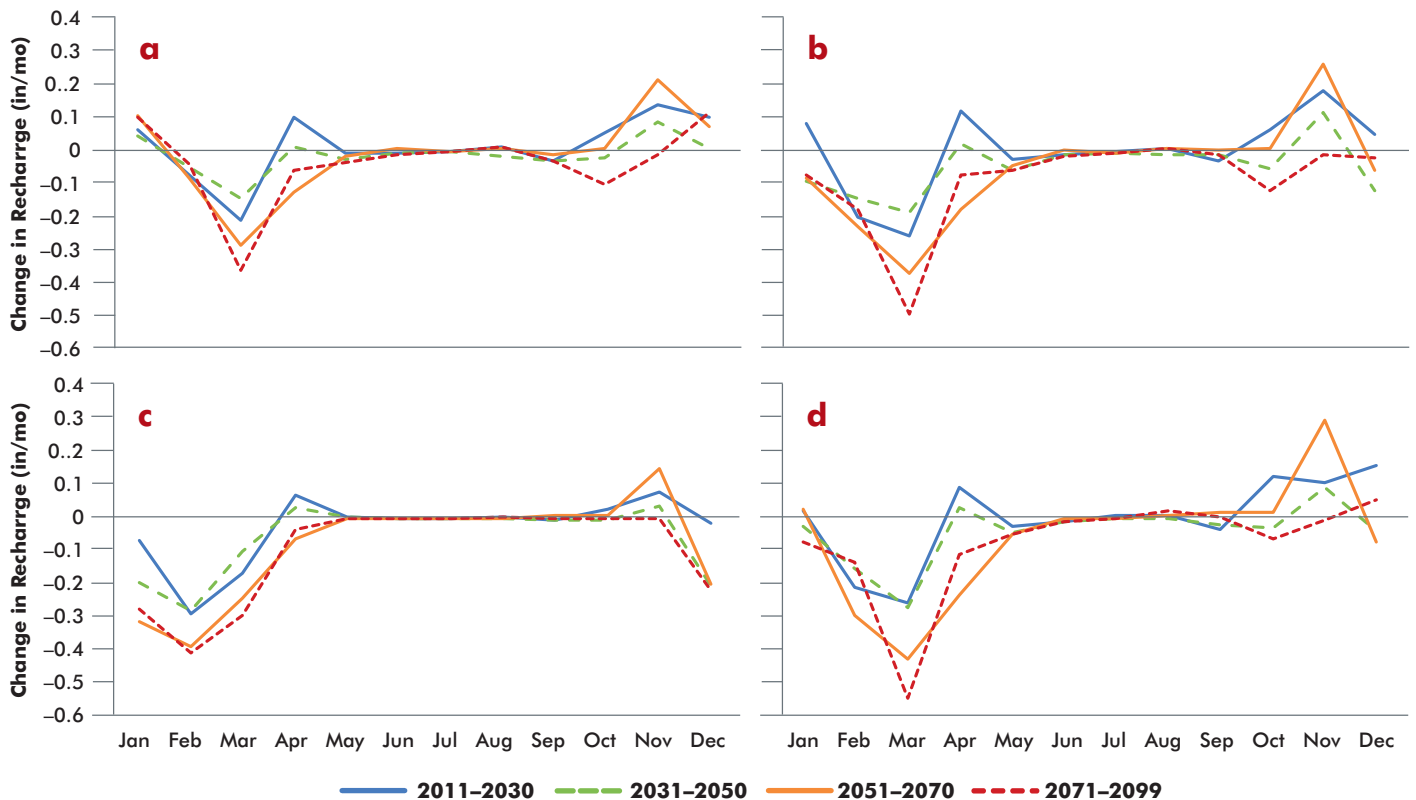 Change in Recharrge (in/mo)
0.4
0.3
0.2
0.1
0
–0.1
–0.2
–0.3
–0.4
–0.5
–0.6
a
b
Change in Recharrge (in/mo)
0.4
0.3
0.2
0.1
0
–0.1
–0.2
–0.3
–0.4
–0.5
–0.6
c
d
Jan Feb Mar Apr May Jun Jul Aug Sep Oct Nov Dec
Jan Feb Mar Apr May Jun Jul Aug Sep Oct Nov Dec
2011–2030 2031–2050 2051–2070 2071–2099